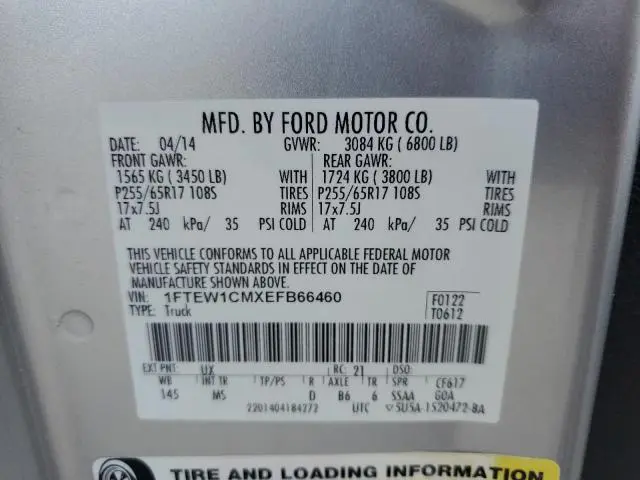 MFD. BY FORD MOTOR CO.
DATE: 04/14 GVWR: 3084 KG ( 6800 LB)
FRONT GAWR: REAR GAWR:
1565 KG ( 3450 LB) WITH 1724 KG ( 3800 LB) WITH
P255/65R17 108S TIRES P255/65R17 108S TIRES
17x7.5J RIMS 17x7.5J RIMS
AT 240 kPa/ 35 PSI COLD AT 240 kPa/ 35 PSI COLD
THIS VEHICLE CONFORMS TO ALL APPLICABLE FEDERAL MOTOR
VEHICLE SAFETY STANDARDS IN EFFECT ON THE DATE OF
MANUFACTURE SHOWN ABOVE.
VIN: 1FTEW1CMXEFB66460 F0122
TYPE: Truck T0612
EXT PNT: UX RC: 21 DSO:
WB INT TR TP/PS R AXLE TR SPR CF617
145 MS D B6 6 SSAA GOA
2201404184272 UTC 5U5A-1520472-BA
TIRE AND LOADING INFORMATION